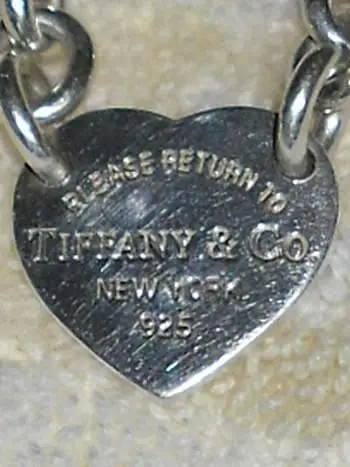 PLEASE RETURN TO
TIFFANY & CO.
NEW YORK
925